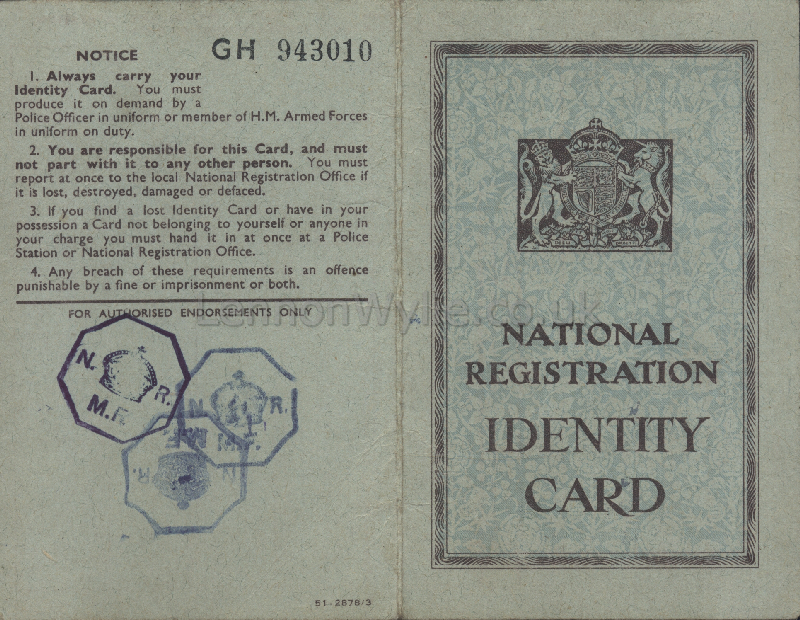 NOTICE
GH 943010
1. Always carry your
Identity Card. You must
produce it on demand by a
Police Officer in uniform or member of H.M. Armed Forces
in uniform on duty.
2. You are responsible for this Card, and must
not part with it to any other person. You must
report at once to the local National Registration Office if
it is lost, destroyed, damaged or defaced.
3. If you find a lost Identity Card or have in your
possession a Card not belonging to yourself or anyone in
your charge you must hand it in at once at a Police
Station or National Registration Office.
4. Any breach of these requirements is an offence
punishable by a fine or imprisonment or both.
FOR AUTHORISED ENDORSEMENTS ONLY
LennonWylie.co.uk
N. R.
N. R.
N. R.
51-2878/3
NATIONAL
REGISTRATION
IDENTITY
CARD